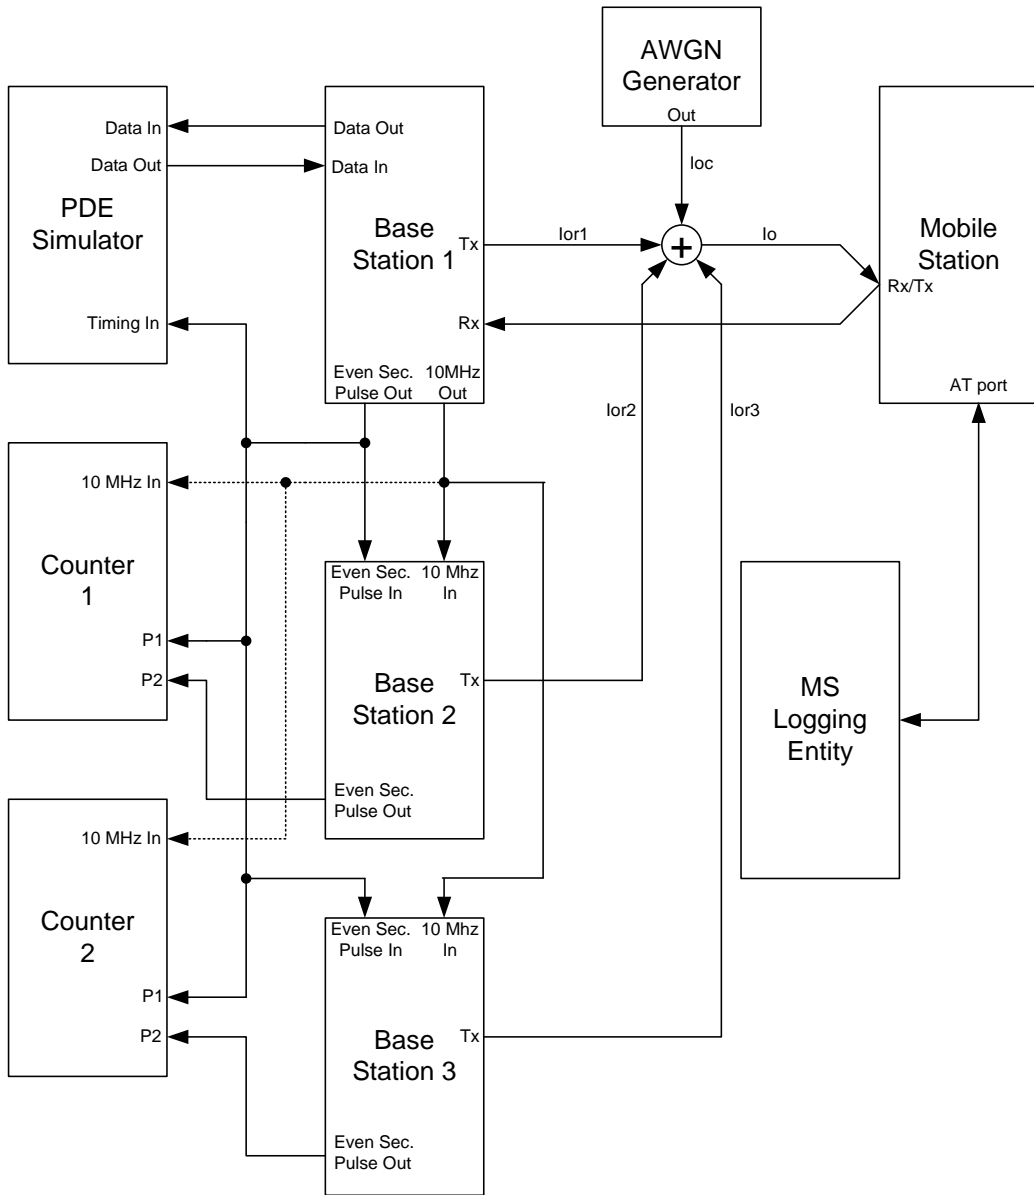 AWGN
Generator
Out
Ioc
Data In
Data Out
PDE
Simulator
Timing In
Data Out
Data In
Base
Station 1
Tx
Rx
Even Sec.
Pulse Out
10MHz
Out
Ior1
+
Io
Mobile
Station
Rx/Tx
AT port
Ior2
Ior3
10 MHz In
Counter
1
P1
P2
Even Sec.
Pulse In
10 Mhz
In
Base
Station 2
Tx
Even Sec.
Pulse Out
MS
Logging
Entity
10 MHz In
Counter
2
P1
P2
Even Sec.
Pulse In
10 Mhz
In
Base
Station 3
Tx
Even Sec.
Pulse Out